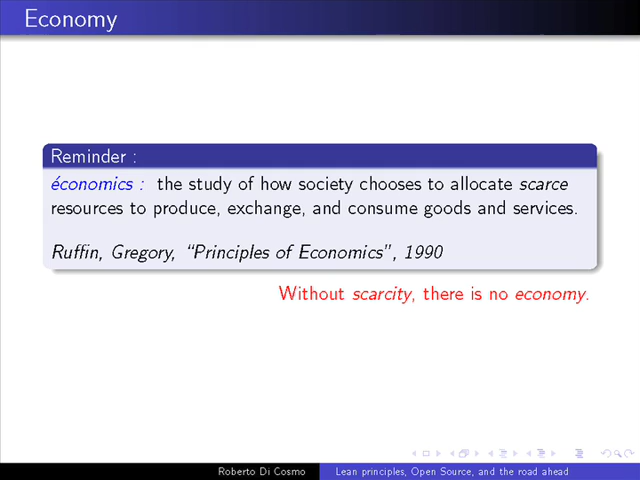 Economy
Reminder :
économics : the study of how society chooses to allocate scarce
resources to produce, exchange, and consume goods and services.
Ruffin, Gregory, “Principles of Economics”, 1990
Without scarcity, there is no economy.
Roberto Di Cosmo
Lean principles, Open Source, and the road ahead